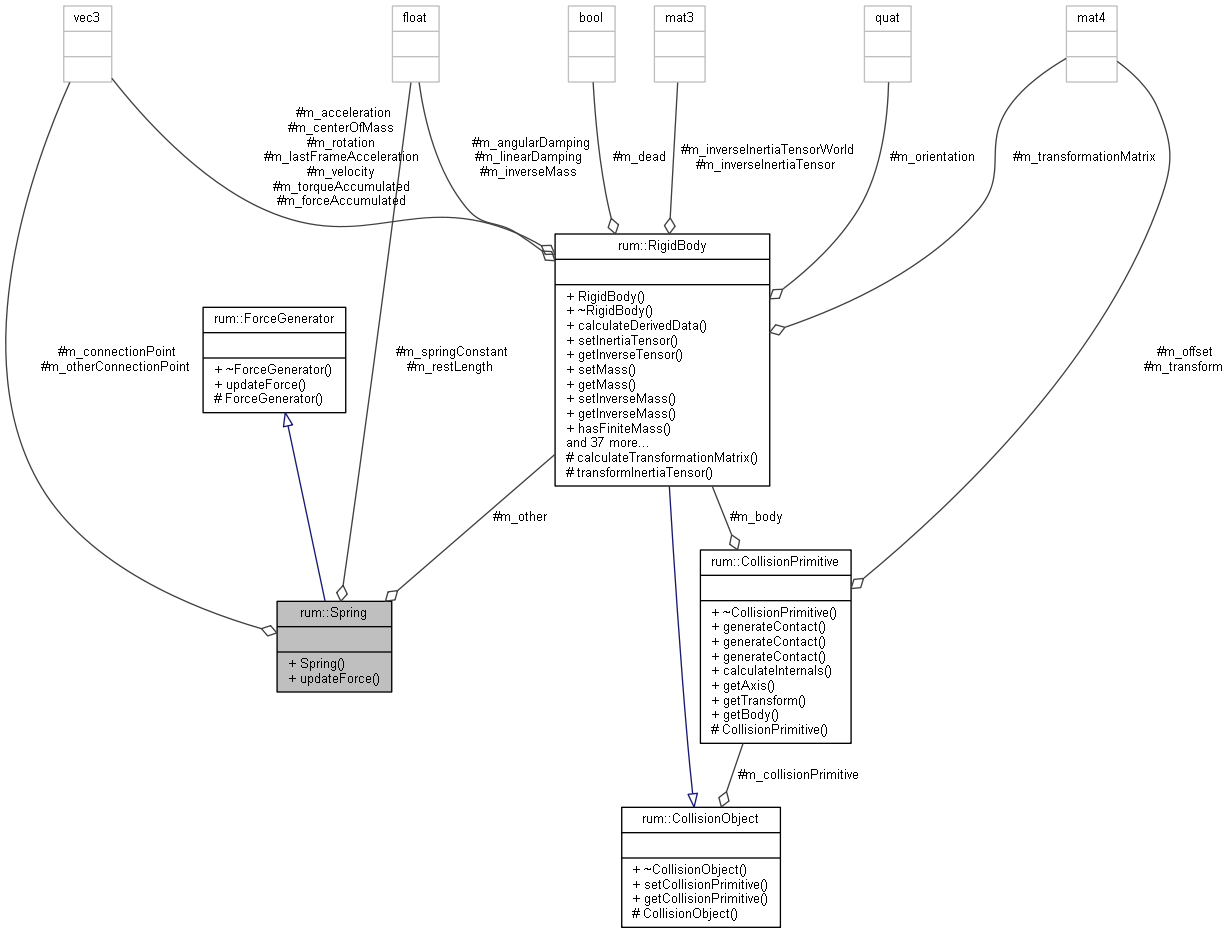 vec3
float
bool
mat3
quat
mat4
#m_acceleration
#m_centerOfMass
#m_rotation
#m_lastFrameAcceleration
#m_velocity
#m_torqueAccumulated
#m_forceAccumulated
#m_angularDamping
#m_linearDamping
#m_inverseMass
#m_dead
#m_inverseInertiaTensorWorld
#m_inverseInertiaTensor
#m_orientation
#m_transformationMatrix
rum::RigidBody
+ RigidBody()
+ ~RigidBody()
+ calculateDerivedData()
+ setInertiaTensor()
+ getInverseTensor()
+ setMass()
+ getMass()
+ setInverseMass()
+ getInverseMass()
+ hasFiniteMass()
and 37 more...
# calculateTransformationMatrix()
# transformInertiaTensor()
rum::ForceGenerator
+ ~ForceGenerator()
+ updateForce()
# ForceGenerator()
#m_connectionPoint
#m_otherConnectionPoint
#m_springConstant
#m_restLength
#m_offset
#m_transform
#m_other
#m_body
rum::CollisionPrimitive
+ ~CollisionPrimitive()
+ generateContact()
+ generateContact()
+ generateContact()
+ calculateInternals()
+ getAxis()
+ getTransform()
+ getBody()
# CollisionPrimitive()
rum::Spring
+ Spring()
+ updateForce()
#m_collisionPrimitive
rum::CollisionObject
+ ~CollisionObject()
+ setCollisionPrimitive()
+ getCollisionPrimitive()
# CollisionObject()